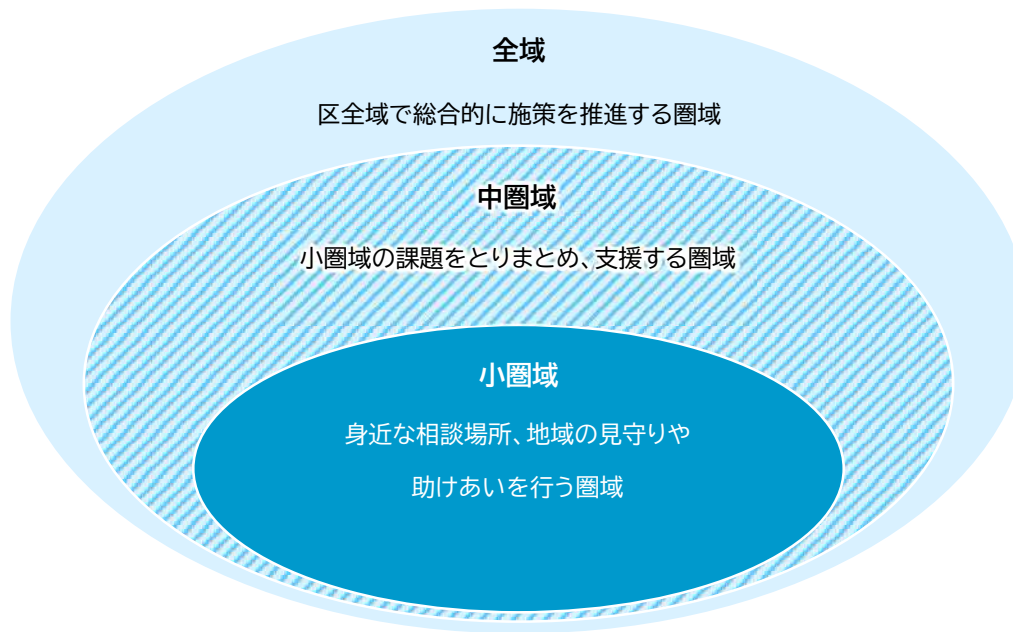 全域
区全域で総合的に施策を推進する圏域
中圏域
小圏域の課題をとりまとめ、支援する圏域
小圏域
身近な相談場所、地域の見守りや
助けあいを行う圏域